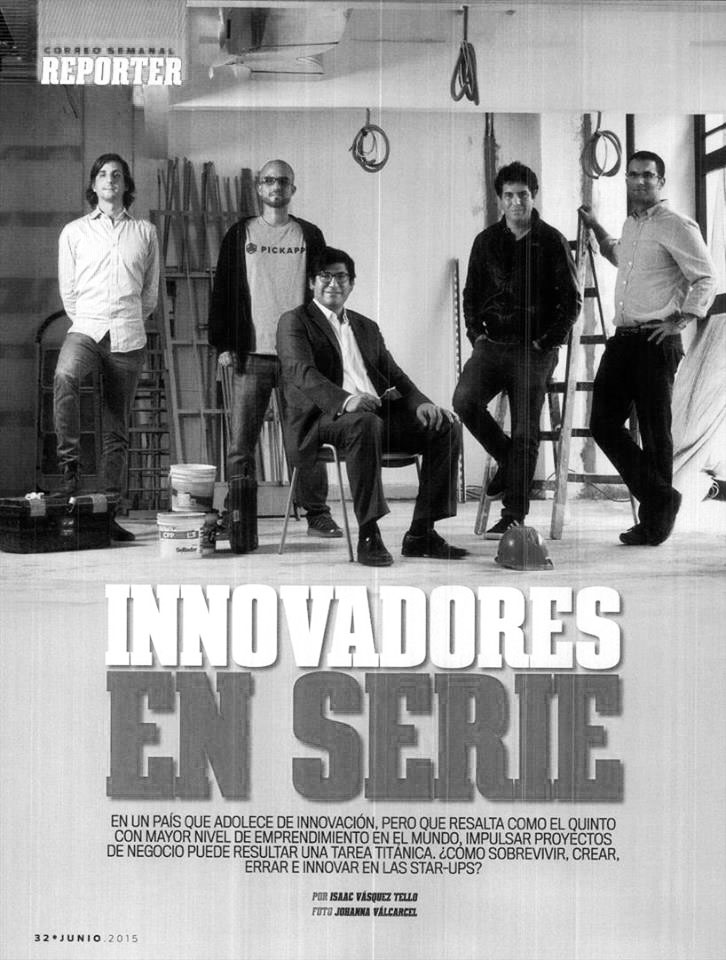 CORREO SEMANAL
REPORTER
PICKAPP
CPP
Sellador
INNOVADORES
EN SERIE
EN UN PAÍS QUE ADOLECE DE INNOVACIÓN, PERO QUE RESALTA COMO EL QUINTO
CON MAYOR NIVEL DE EMPRENDIMIENTO EN EL MUNDO, IMPULSAR PROYECTOS
DE NEGOCIO PUEDE RESULTAR UNA TAREA TITÁNICA. ¿CÓMO SOBREVIVIR, CREAR,
ERRAR E INNOVAR EN LAS STAR-UPS?
POR ISAAC VÁSQUEZ TELLO
FOTO JOHANNA VÁLCARCEL
32•JUNIO.2015